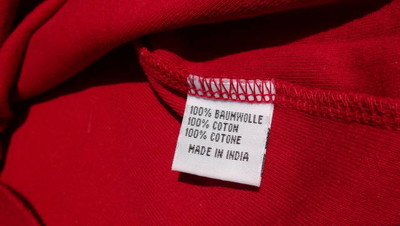 100% BAUMWOLLE
100% COTON
100% COTONE
MADE IN INDIA